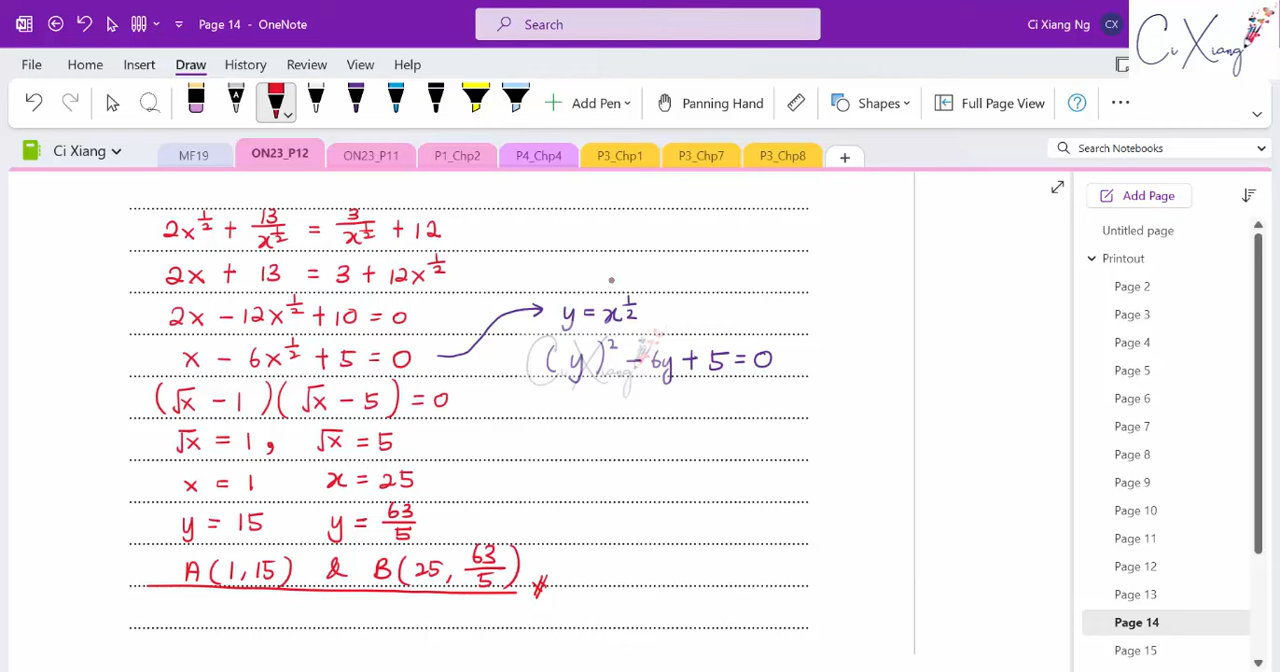 Page 14 - OneNote
Search
Ci Xiang Ng
CX
Ci Xiang
File Home Insert Draw History Review View Help
Add Pen
Panning Hand
Shapes
Full Page View
Ci Xiang
MF19
ON23_P12
ON23_P11
P1_Chp2
P4_Chp4
P3_Chp1
P3_Chp7
P3_Chp8
Search Notebooks
2x^{1/2} + 13/x^{1/2} = 3/x^{1/2} + 12
2x + 13 = 3 + 12x^{1/2}
2x - 12x^{1/2} + 10 = 0
x - 6x^{1/2} + 5 = 0
(√x - 1)(√x - 5) = 0
√x = 1, √x = 5
x = 1 x = 25
y = 15 y = 63/5
A(1, 15) & B(25, 63/5)
y = x^{1/2}
(y)^2 - 6y + 5 = 0
Ci Xiang
Add Page
Untitled page
Printout
Page 2
Page 3
Page 4
Page 5
Page 6
Page 7
Page 8
Page 9
Page 10
Page 11
Page 12
Page 13
Page 14
Page 15